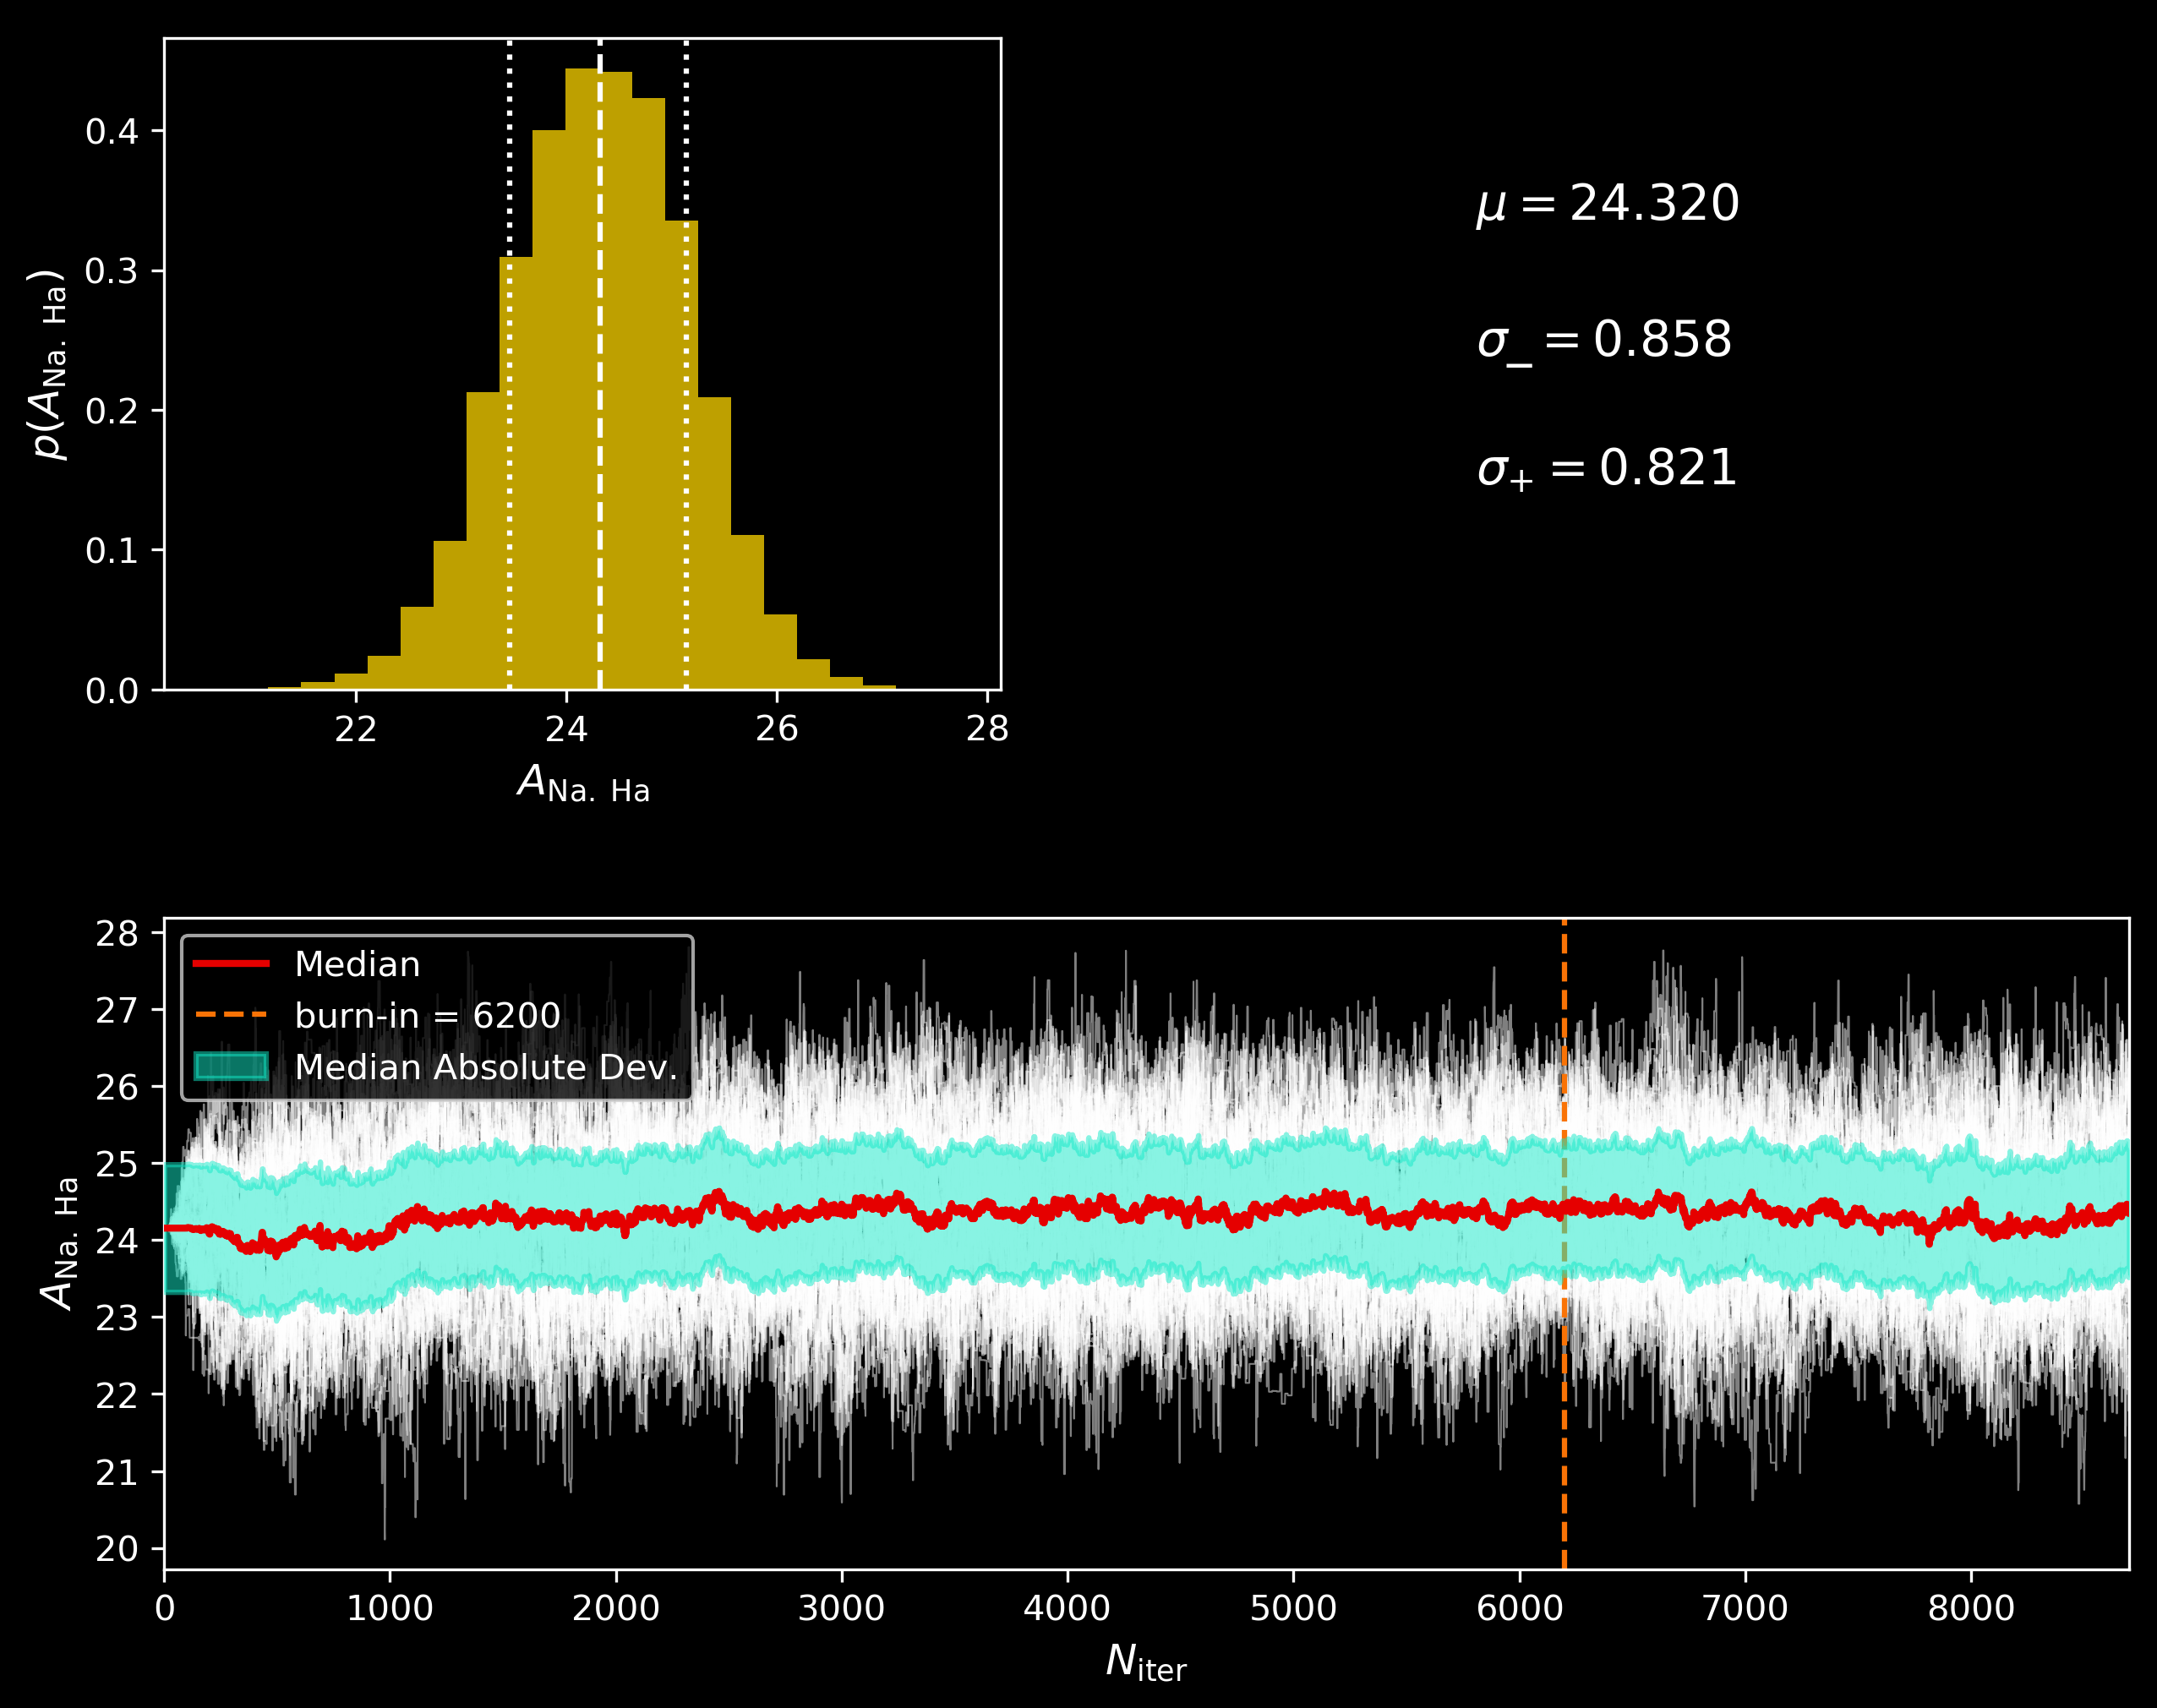 p(A_Na. Ha)
0.4
0.3
0.2
0.1
0.0
22 24 26 28
A_Na. Ha
μ = 24.320
σ_− = 0.858
σ_+ = 0.821
A_Na. Ha
28
27
26
25
24
23
22
21
20
Median
burn-in = 6200
Median Absolute Dev.
0 1000 2000 3000 4000 5000 6000 7000 8000
N_iter